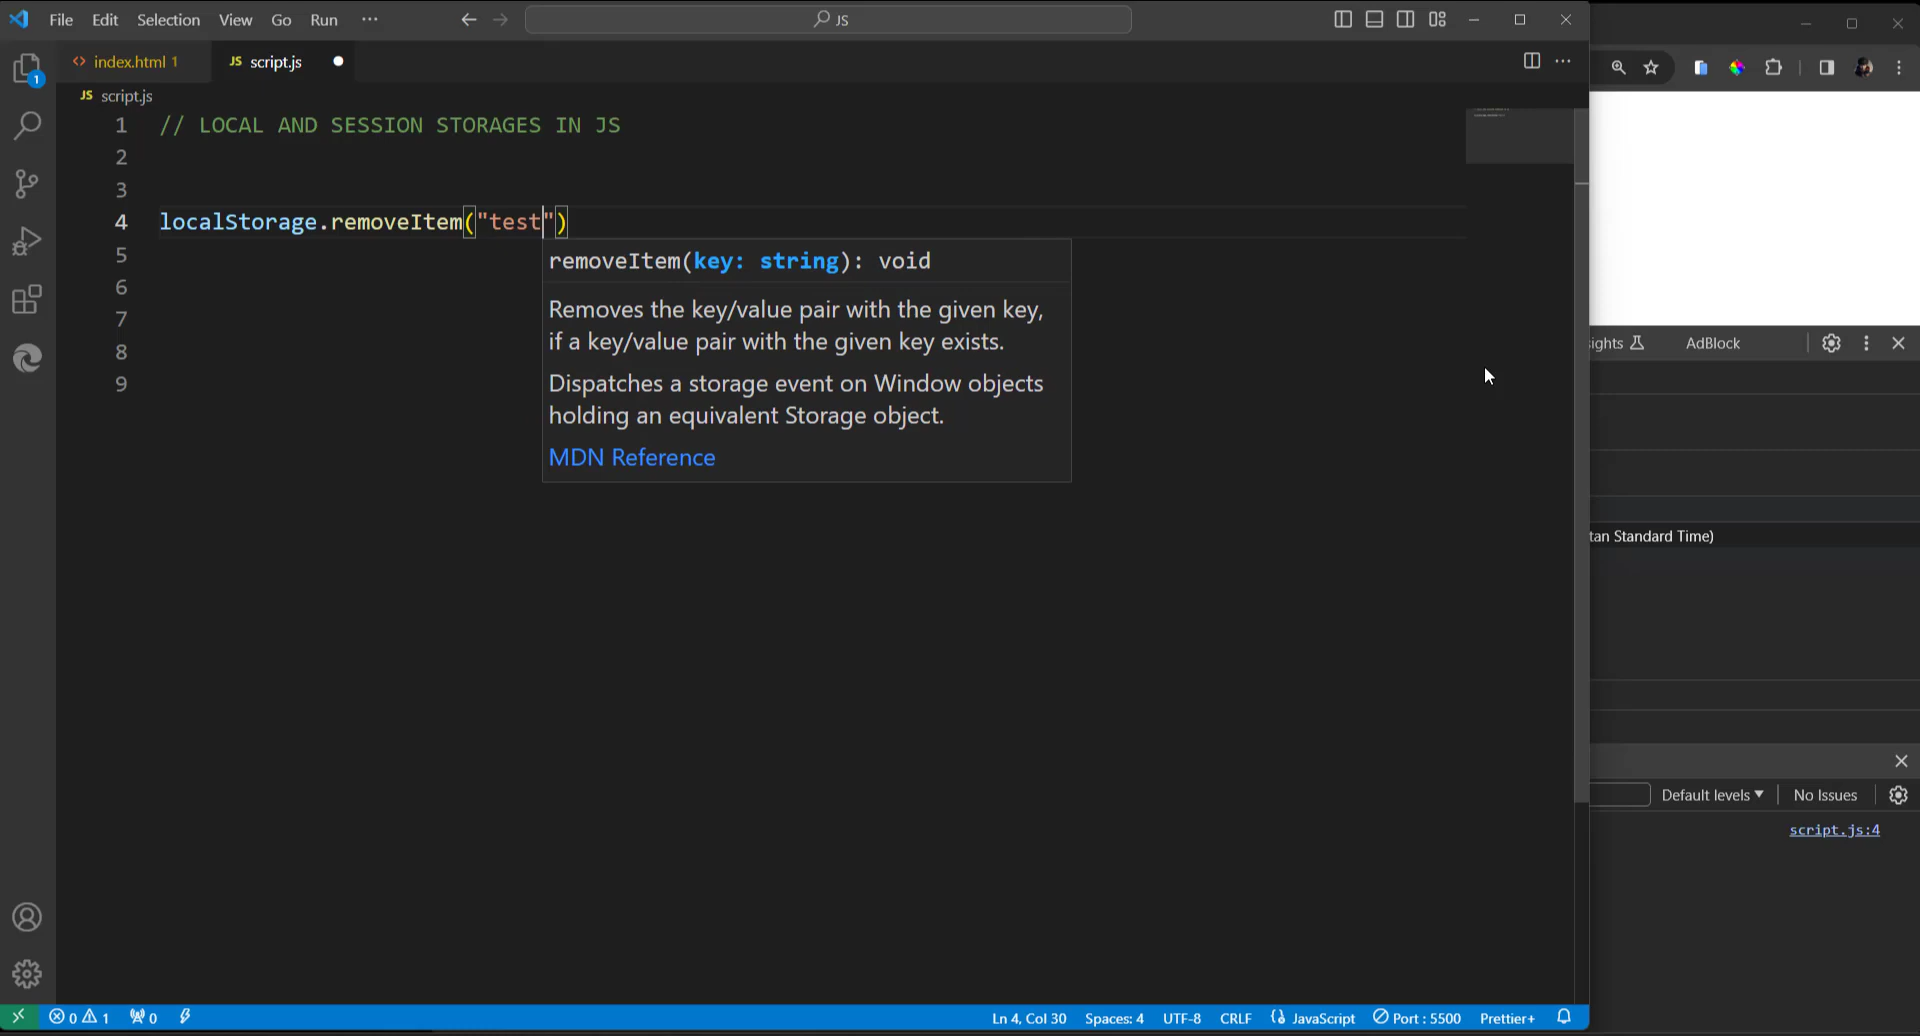 File Edit Selection View Go Run ··· JS
index.html 1 JS script.js
JS script.js
1 // LOCAL AND SESSION STORAGES IN JS
2
3
4 localStorage.removeItem("test")
5
6
7
8
9
removeItem(key: string): void
Removes the key/value pair with the given key,
if a key/value pair with the given key exists.
Dispatches a storage event on Window objects
holding an equivalent Storage object.
MDN Reference
1
ights AdBlock
tan Standard Time)
Default levels No Issues
script.js:4
0 1 0 Ln 4, Col 30 Spaces: 4 UTF-8 CRLF JavaScript Port : 5500 Prettier+